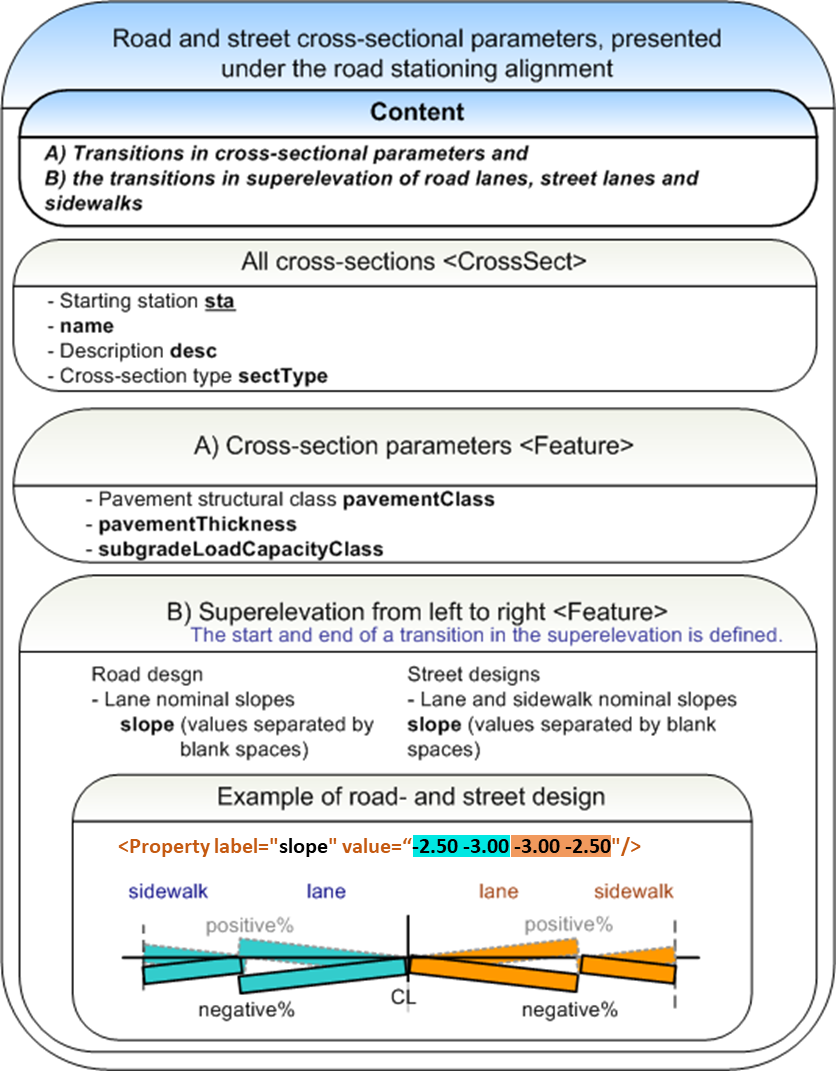 Road and street cross-sectional parameters, presented
under the road stationing alignment
Content
A) Transitions in cross-sectional parameters and
B) the transitions in superelevation of road lanes, street lanes and
sidewalks
All cross-sections <CrossSect>
- Starting station sta
- name
- Description desc
- Cross-section type sectType
A) Cross-section parameters <Feature>
- Pavement structural class pavementClass
- pavementThickness
- subgradeLoadCapacityClass
B) Superelevation from left to right <Feature>
The start and end of a transition in the superelevation is defined.
Road desgn
- Lane nominal slopes
slope (values separated by
blank spaces)
Street designs
- Lane and sidewalk nominal slopes
slope (values separated by blank
spaces)
Example of road- and street design
<Property label="slope" value=“-2.50 -3.00 -3.00 -2.50"/>
sidewalk lane lane sidewalk
positive% positive%
negative% CL negative%